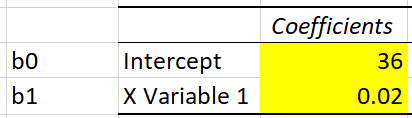 Coefficients
b0 Intercept 36
b1 X Variable 1 0.02